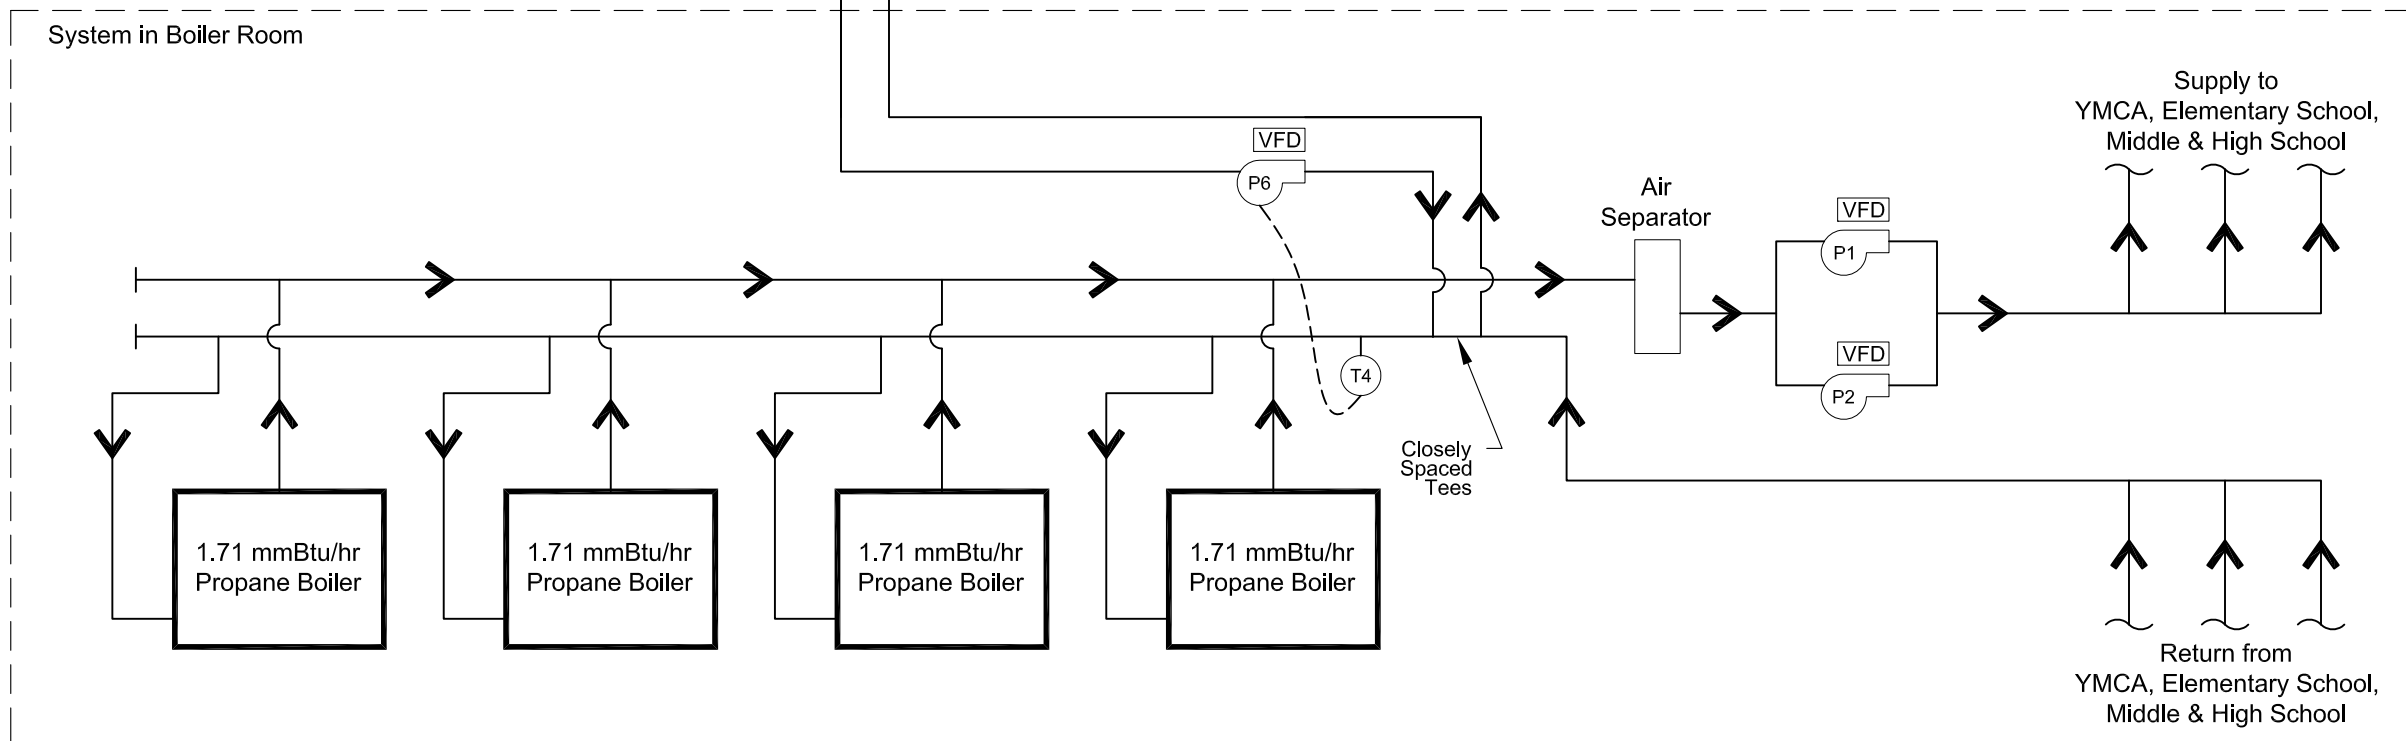 System in Boiler Room
VFD
P6
Supply to
YMCA, Elementary School,
Middle & High School
Air
Separator
VFD
P1
VFD
P2
T4
Closely
Spaced
Tees
1.71 mmBtu/hr
Propane Boiler
1.71 mmBtu/hr
Propane Boiler
1.71 mmBtu/hr
Propane Boiler
1.71 mmBtu/hr
Propane Boiler
Return from
YMCA, Elementary School,
Middle & High School